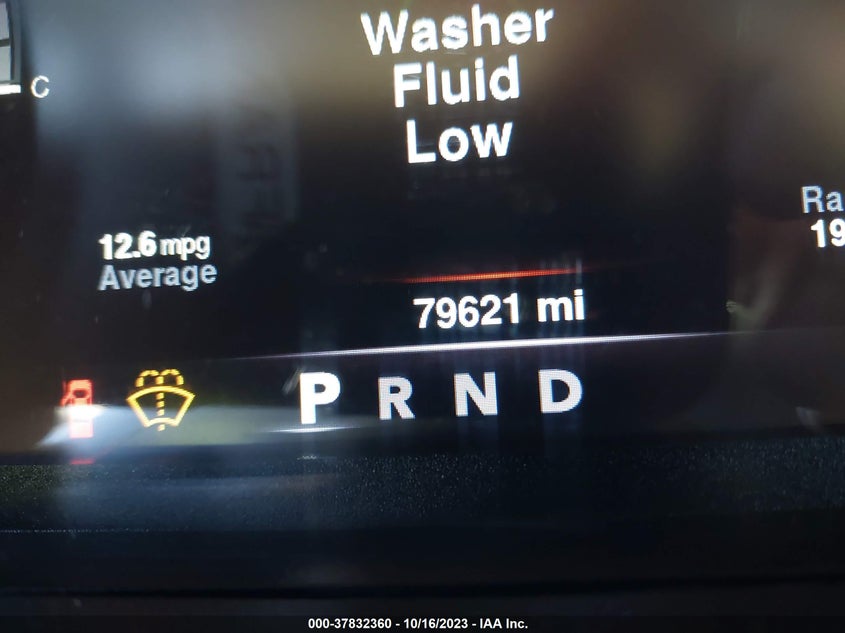 Washer
Fluid
Low
C
12.6 mpg
Average
79621 mi
P R N D
000-37832360 - 10/16/2023 - IAA Inc.